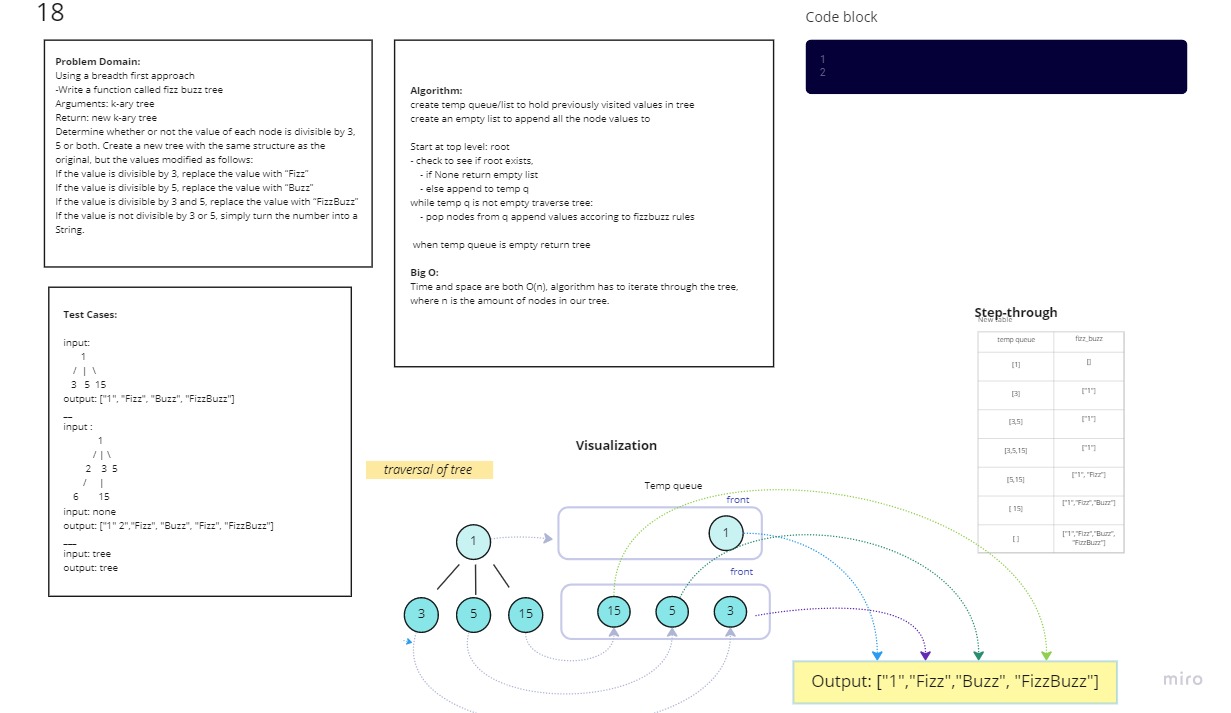 18
Problem Domain:
Using a breadth first approach
-Write a function called fizz buzz tree
Arguments: k-ary tree
Return: new k-ary tree
Determine whether or not the value of each node is divisible by 3,
5 or both. Create a new tree with the same structure as the
original, but the values modified as follows:
If the value is divisible by 3, replace the value with "Fizz"
If the value is divisible by 5, replace the value with "Buzz"
If the value is divisible by 3 and 5, replace the value with "FizzBuzz"
If the value is not divisible by 3 or 5, simply turn the number into a
String.
Algorithm:
create temp queue/list to hold previously visited values in tree
create an empty list to append all the node values to
Start at top level: root
- check to see if root exists,
- if None return empty list
- else append to temp q
while temp q is not empty traverse tree:
- pop nodes from q append values accoring to fizzbuzz rules
when temp queue is empty return tree
Big O:
Time and space are both O(n), algorithm has to iterate through the tree,
where n is the amount of nodes in our tree.
Code block
1
2
Test Cases:
input:
1
/ | \
3 5 15
output: ["1", "Fizz", "Buzz", "FizzBuzz"]
__
input :
1
/ | \
2 3 5
/ |
6 15
input: none
output: ["1" 2","Fizz", "Buzz", "Fizz", "FizzBuzz"]
___
input: tree
output: tree
Step-through
New table
temp queue fizz_buzz
[1] []
[3] ["1"]
[3,5] ["1"]
[3,5,15] ["1"]
[5,15] ["1", "Fizz"]
[ 15] ["1","Fizz","Buzz"]
[ ] ["1","Fizz","Buzz",
"FizzBuzz"]
Visualization
traversal of tree
Temp queue
front
1
1
front
3 5 15
15 5 3
Output: ["1","Fizz","Buzz", "FizzBuzz"]
miro